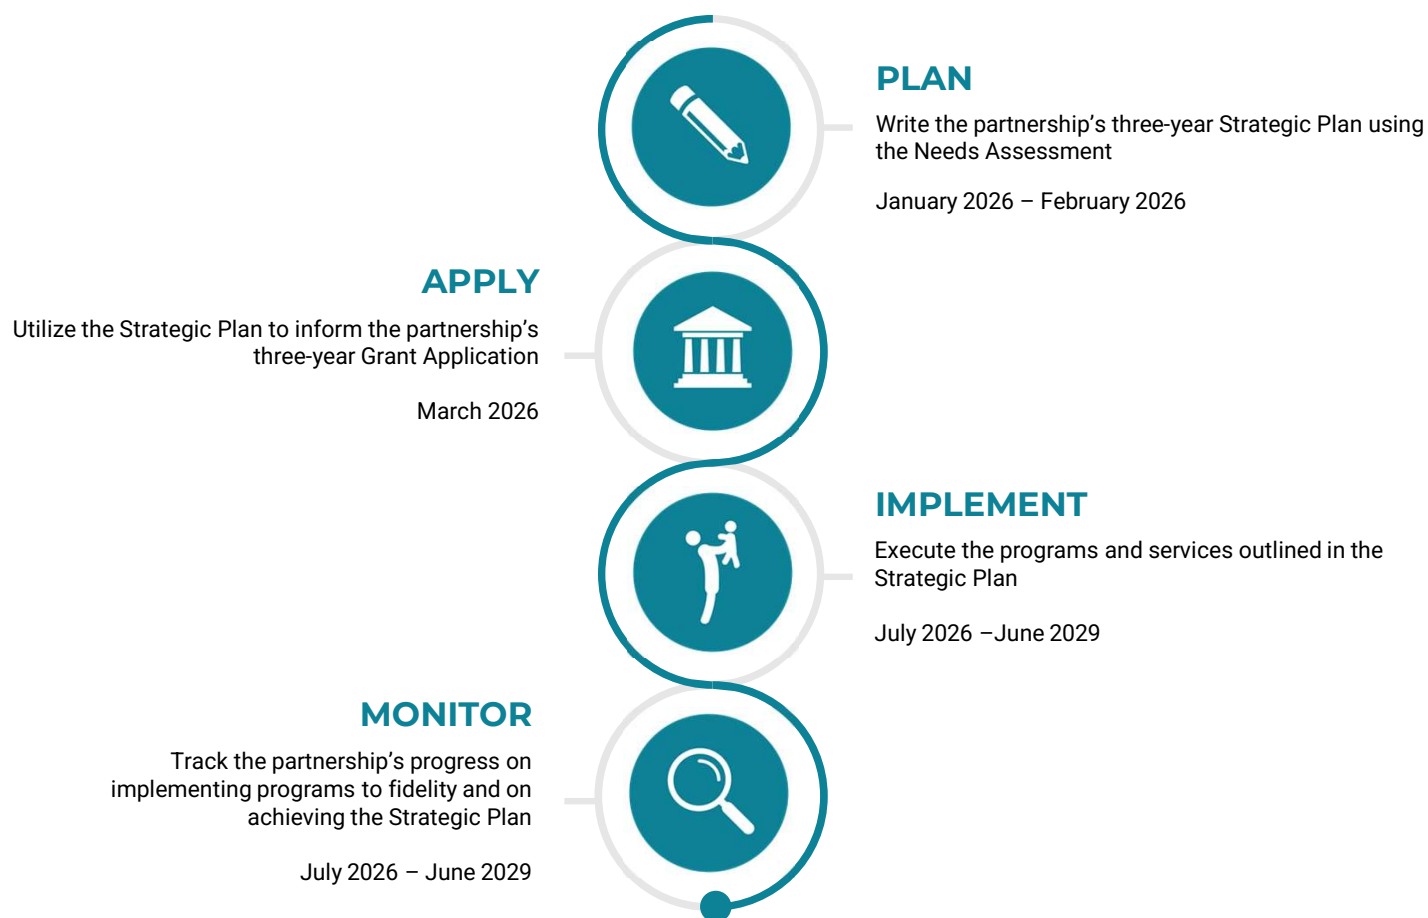 PLAN
Write the partnership’s three-year Strategic Plan using
the Needs Assessment
January 2026 – February 2026
APPLY
Utilize the Strategic Plan to inform the partnership’s
three-year Grant Application
March 2026
IMPLEMENT
Execute the programs and services outlined in the
Strategic Plan
July 2026 –June 2029
MONITOR
Track the partnership’s progress on
implementing programs to fidelity and on
achieving the Strategic Plan
July 2026 – June 2029